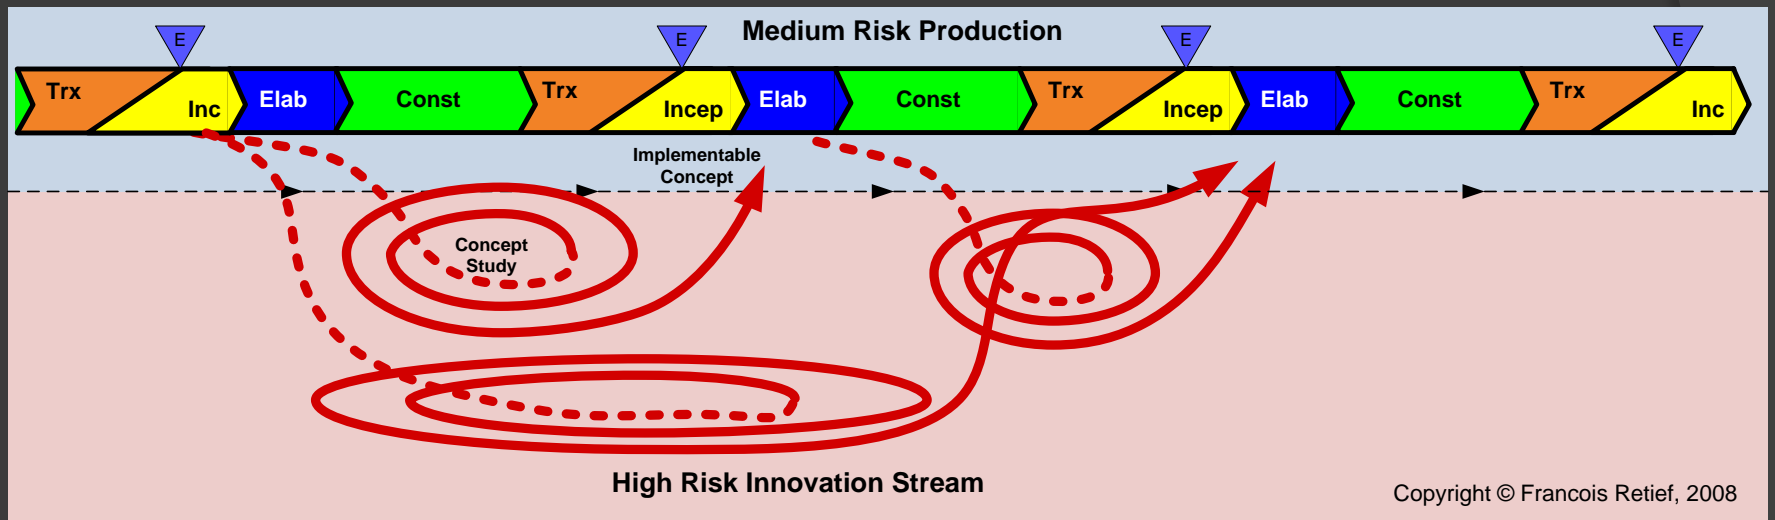 Medium Risk Production
E
E
E
E
Trx
Inc
Elab
Const
Trx
Incep
Elab
Const
Trx
Incep
Elab
Const
Trx
Inc
Implementable
Concept
Concept
Study
High Risk Innovation Stream
Copyright © Francois Retief, 2008